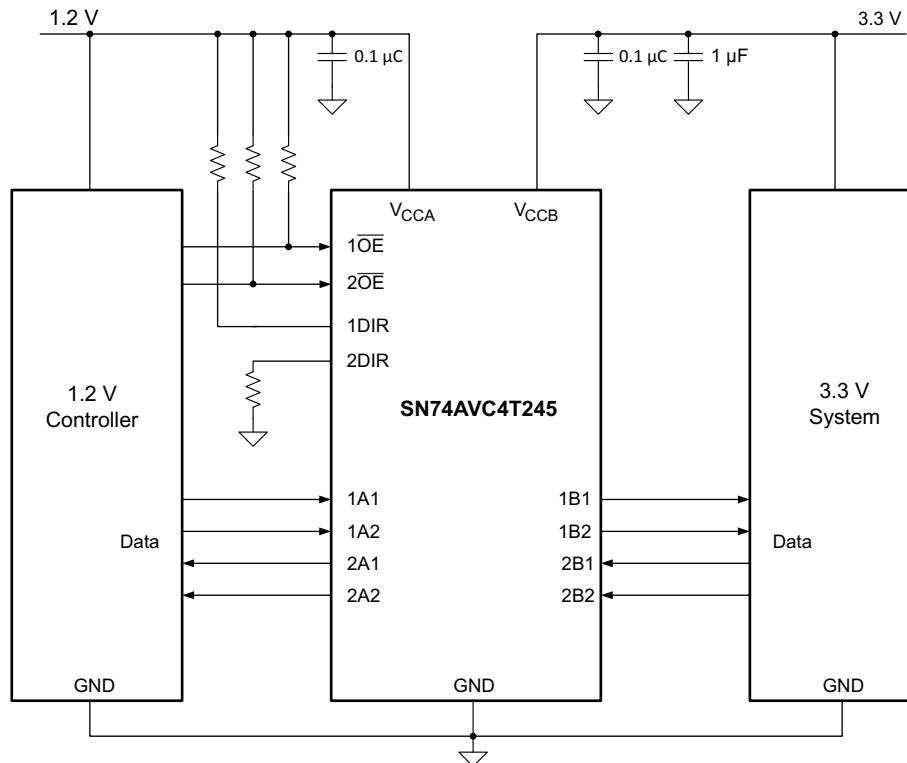 1.2 V
3.3 V
0.1 µC
0.1 µC
1 µF
VCCA
VCCB
1OE
2OE
1DIR
2DIR
SN74AVC4T245
1.2 V
Controller
3.3 V
System
1A1
1B1
1A2
1B2
Data
Data
2A1
2B1
2A2
2B2
GND
GND
GND